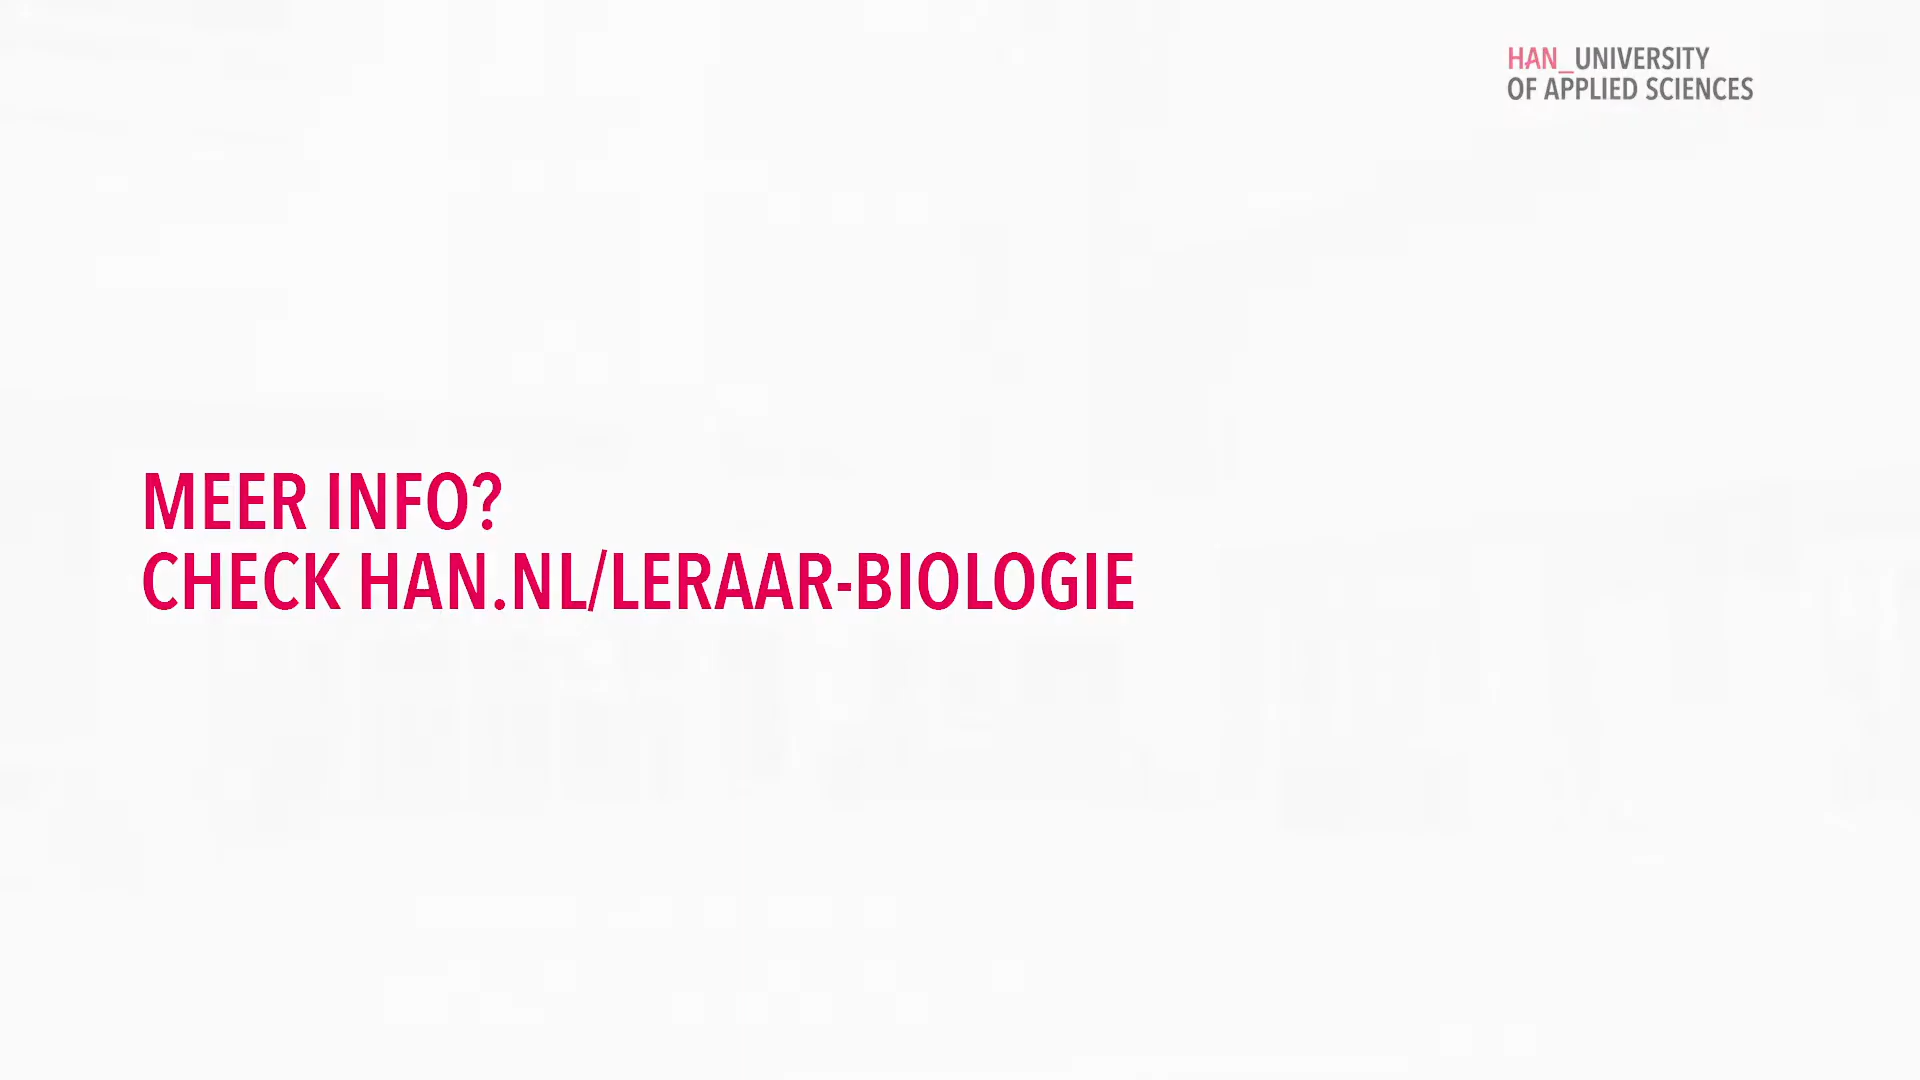 HAN_UNIVERSITY
OF APPLIED SCIENCES
MEER INFO?
CHECK HAN.NL/LERAAR-BIOLOGIE